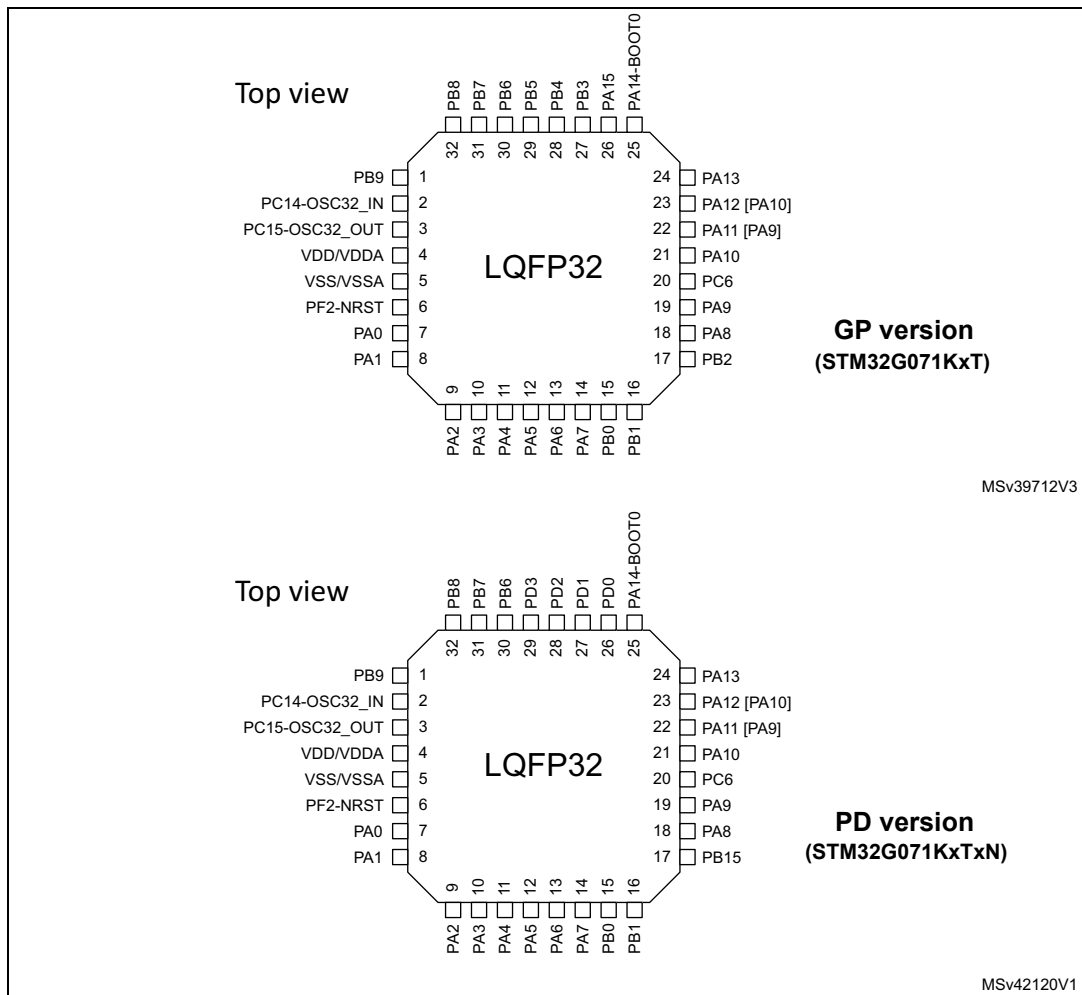 Top view
PB8 PB7 PB6 PB5 PB4 PB3 PA15 PA14-BOOT0
32 31 30 29 28 27 26 25
PB9 1 24 PA13
PC14-OSC32_IN 2 23 PA12 [PA10]
PC15-OSC32_OUT 3 22 PA11 [PA9]
VDD/VDDA 4 21 PA10
LQFP32
VSS/VSSA 5 20 PC6
PF2-NRST 6 19 PA9
PA0 7 18 PA8
PA1 8 17 PB2
GP version
(STM32G071KxT)
9 10 11 12 13 14 15 16
PA2 PA3 PA4 PA5 PA6 PA7 PB0 PB1
MSv39712V3
Top view
PB8 PB7 PB6 PD3 PD2 PD1 PD0 PA14-BOOT0
32 31 30 29 28 27 26 25
PB9 1 24 PA13
PC14-OSC32_IN 2 23 PA12 [PA10]
PC15-OSC32_OUT 3 22 PA11 [PA9]
VDD/VDDA 4 21 PA10
LQFP32
VSS/VSSA 5 20 PC6
PF2-NRST 6 19 PA9
PA0 7 18 PA8
PA1 8 17 PB15
PD version
(STM32G071KxTxN)
9 10 11 12 13 14 15 16
PA2 PA3 PA4 PA5 PA6 PA7 PB0 PB1
MSv42120V1